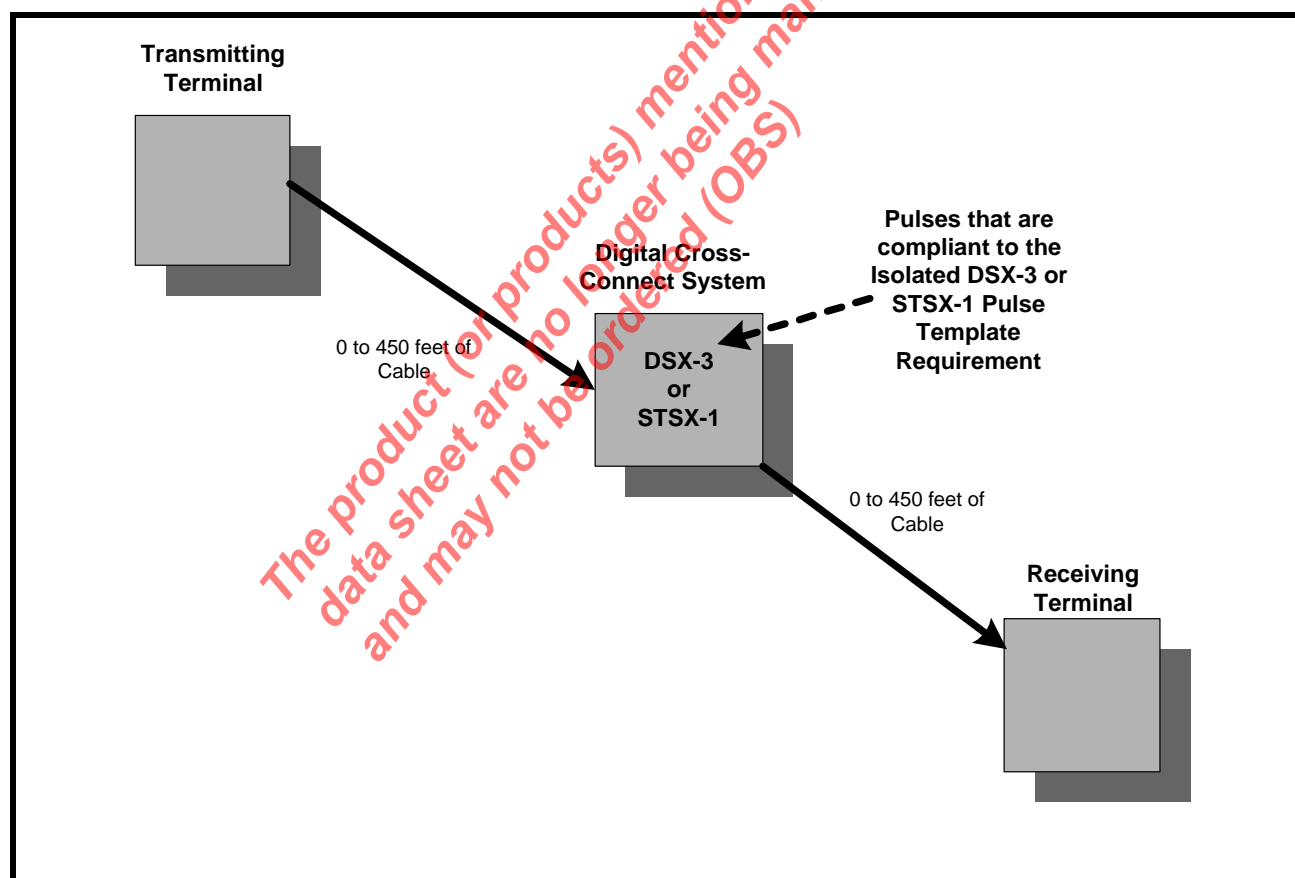 Transmitting
Terminal
Digital Cross-
Connect System
Pulses that are
compliant to the
Isolated DSX-3 or
STSX-1 Pulse
Template
Requirement
0 to 450 feet of
Cable
DSX-3
or
STSX-1
0 to 450 feet of
Cable
Receiving
Terminal
The product (or products)
data sheet are no longer being
and may not be ordered (OBS)